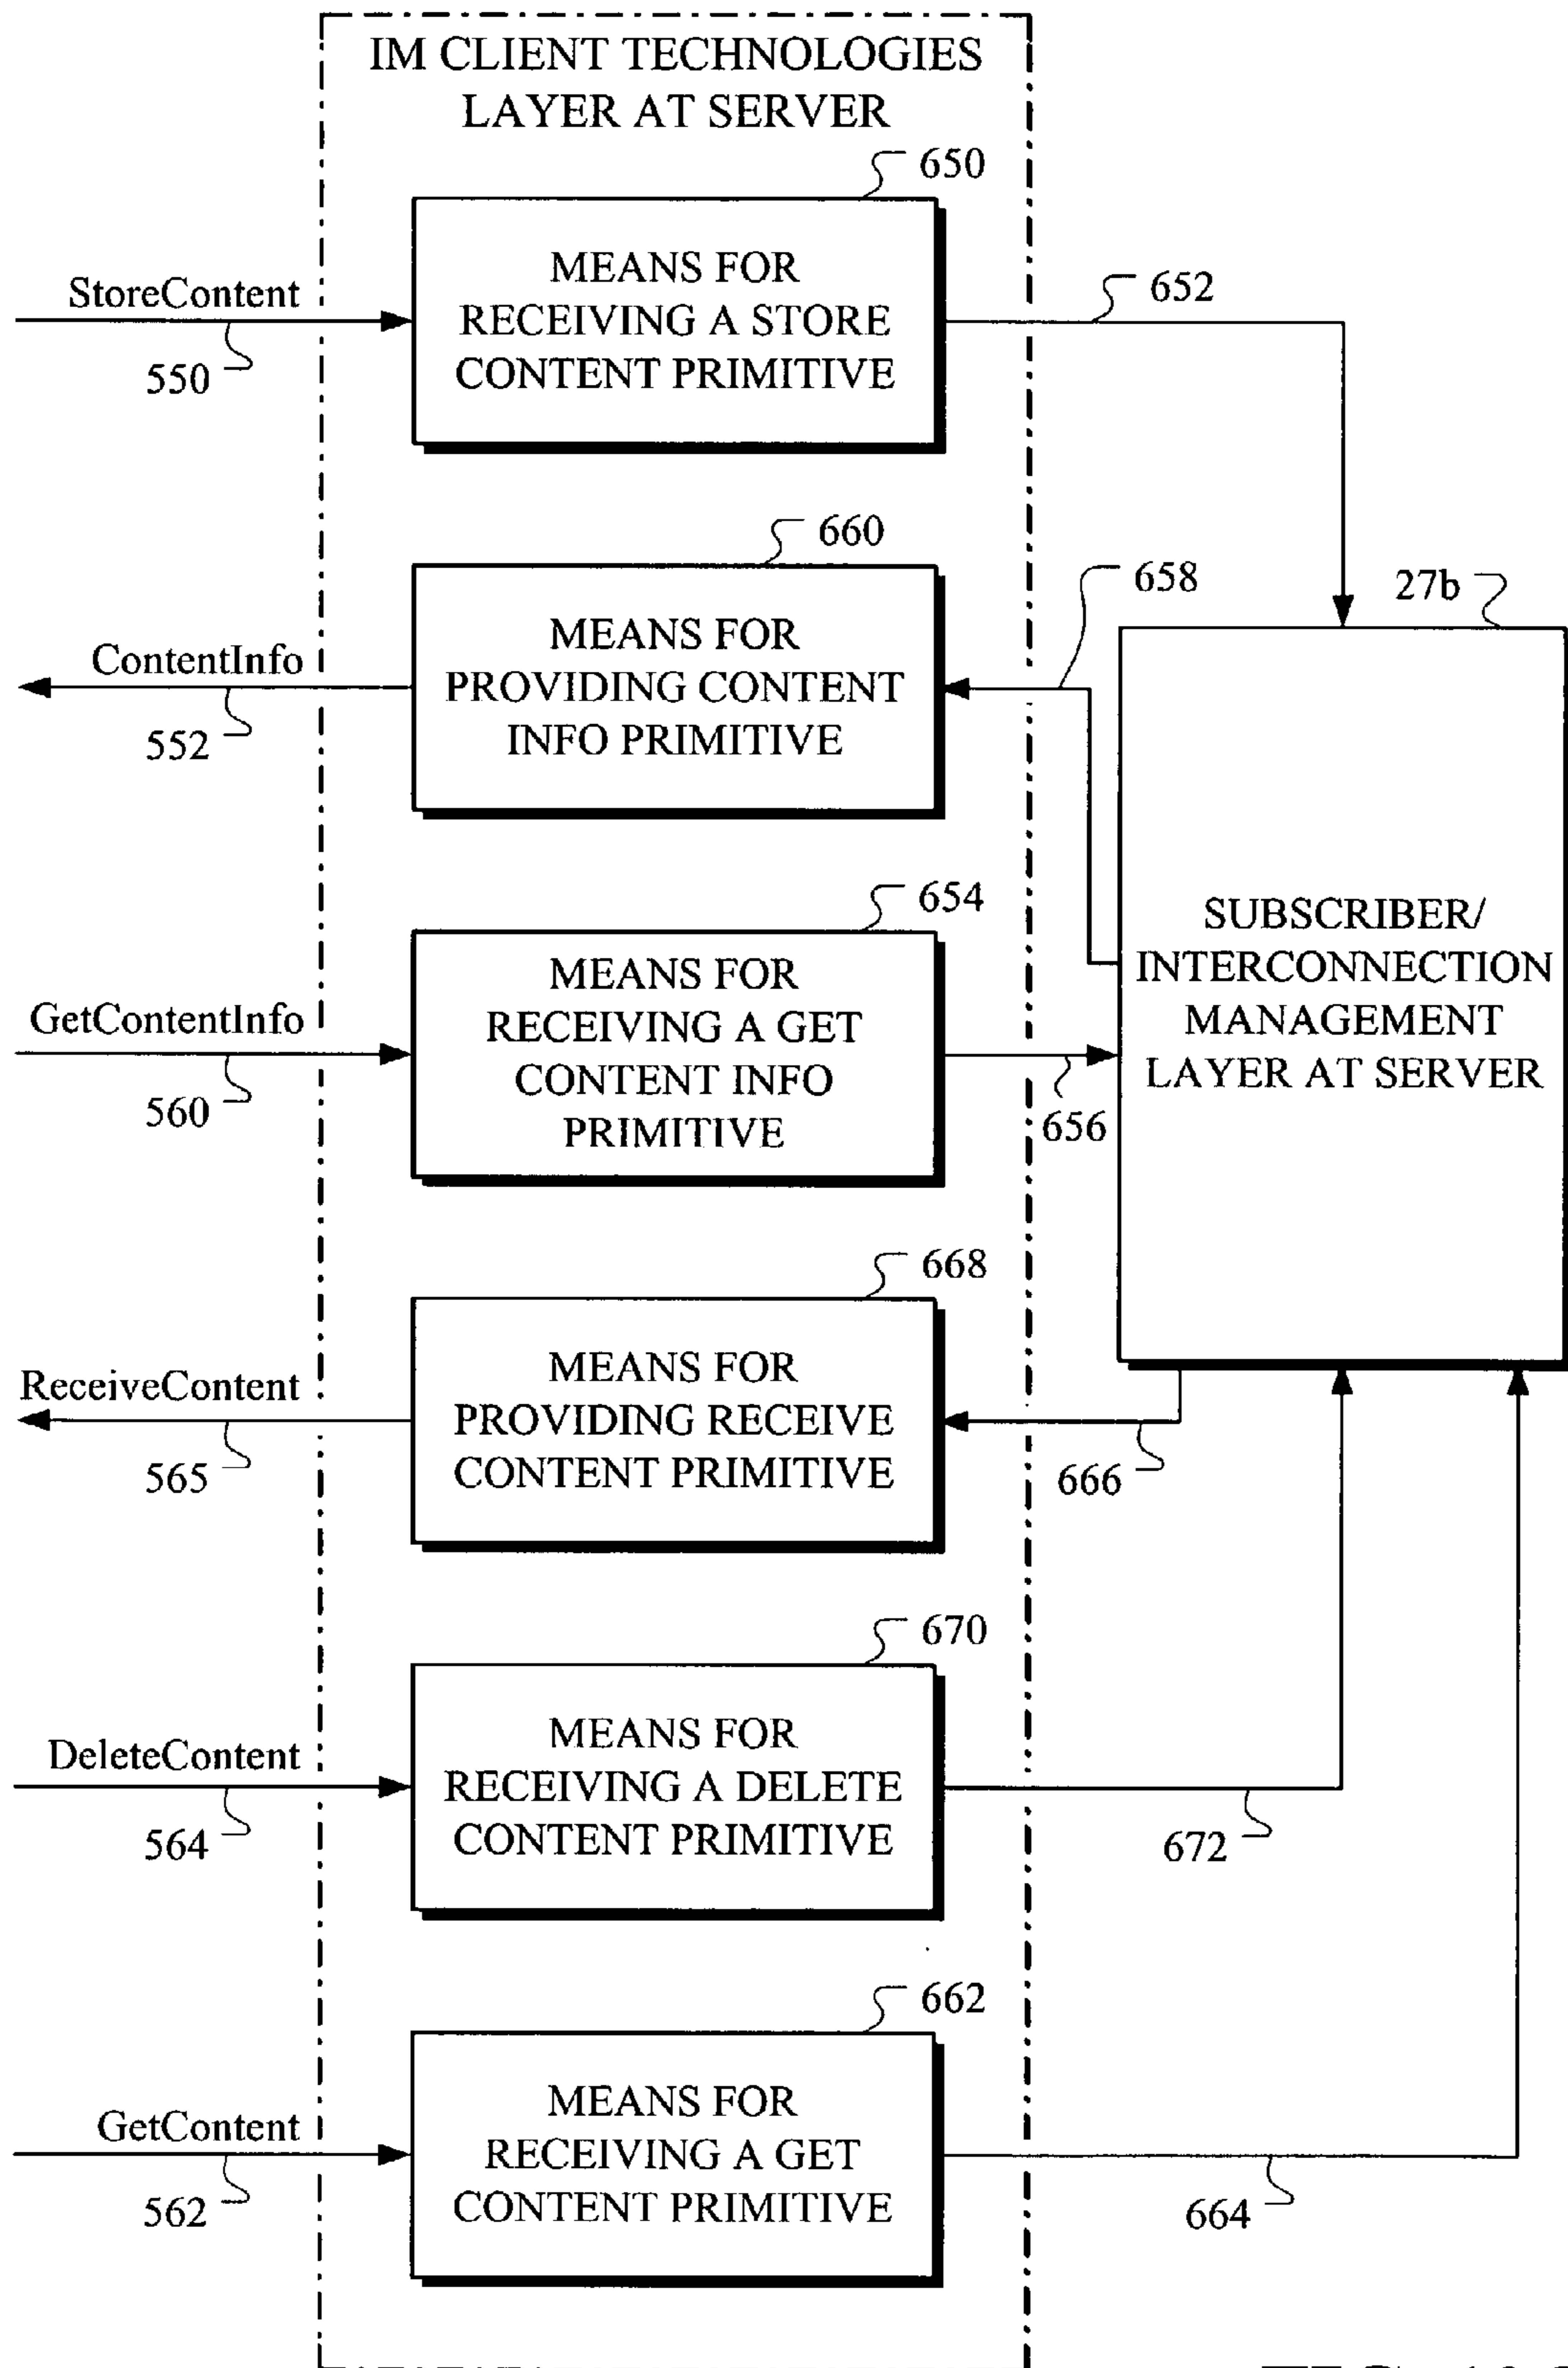 IM CLIENT TECHNOLOGIES
LAYER AT SERVER
650
MEANS FOR
RECEIVING A STORE
CONTENT PRIMITIVE
StoreContent
550
652
660
MEANS FOR
PROVIDING CONTENT
INFO PRIMITIVE
ContentInfo
552
658
27b
SUBSCRIBER/
INTERCONNECTION
MANAGEMENT
LAYER AT SERVER
654
MEANS FOR
RECEIVING A GET
CONTENT INFO
PRIMITIVE
GetContentInfo
560
656
668
MEANS FOR
PROVIDING RECEIVE
CONTENT PRIMITIVE
ReceiveContent
565
666
670
MEANS FOR
RECEIVING A DELETE
CONTENT PRIMITIVE
DeleteContent
564
672
662
MEANS FOR
RECEIVING A GET
CONTENT PRIMITIVE
GetContent
562
664